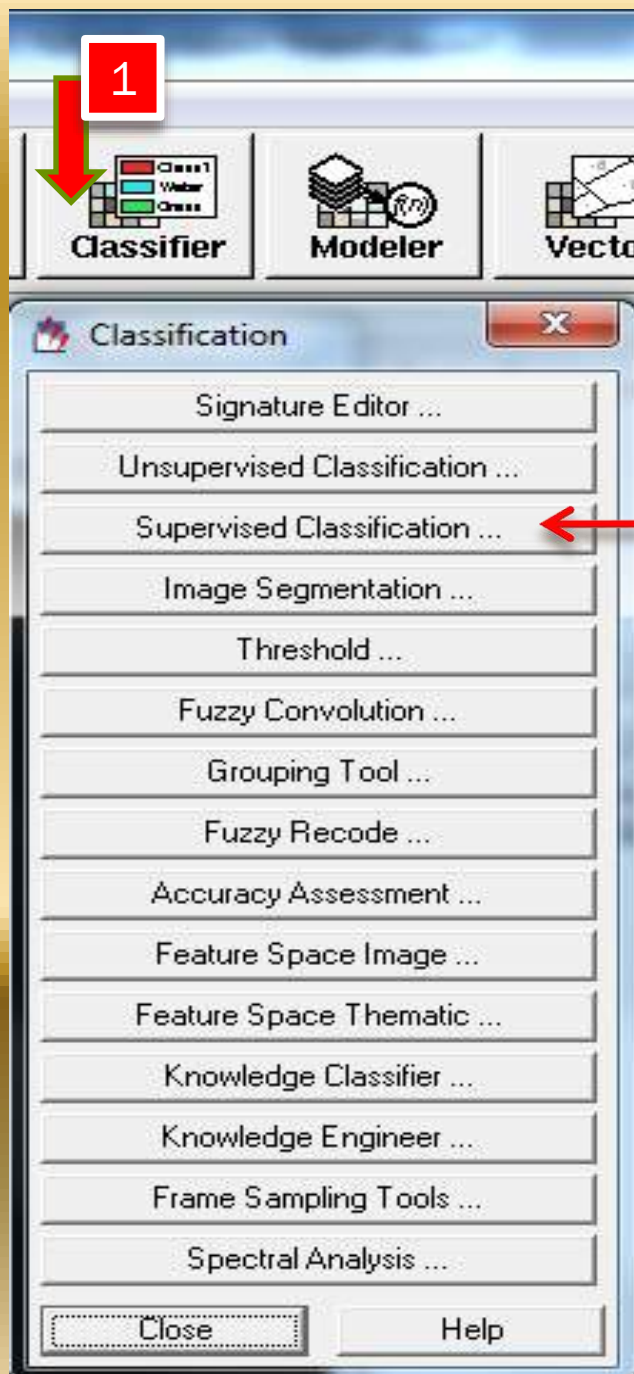 1
Class1
Water
Grass
f(n)
Classifier
Modeler
Vecto
Classification
Signature Editor ...
Unsupervised Classification ...
Supervised Classification ...
Image Segmentation ...
Threshold ...
Fuzzy Convolution ...
Grouping Tool ...
Fuzzy Recode ...
Accuracy Assessment ...
Feature Space Image ...
Feature Space Thematic ...
Knowledge Classifier ...
Knowledge Engineer ...
Frame Sampling Tools ...
Spectral Analysis ...
Close Help